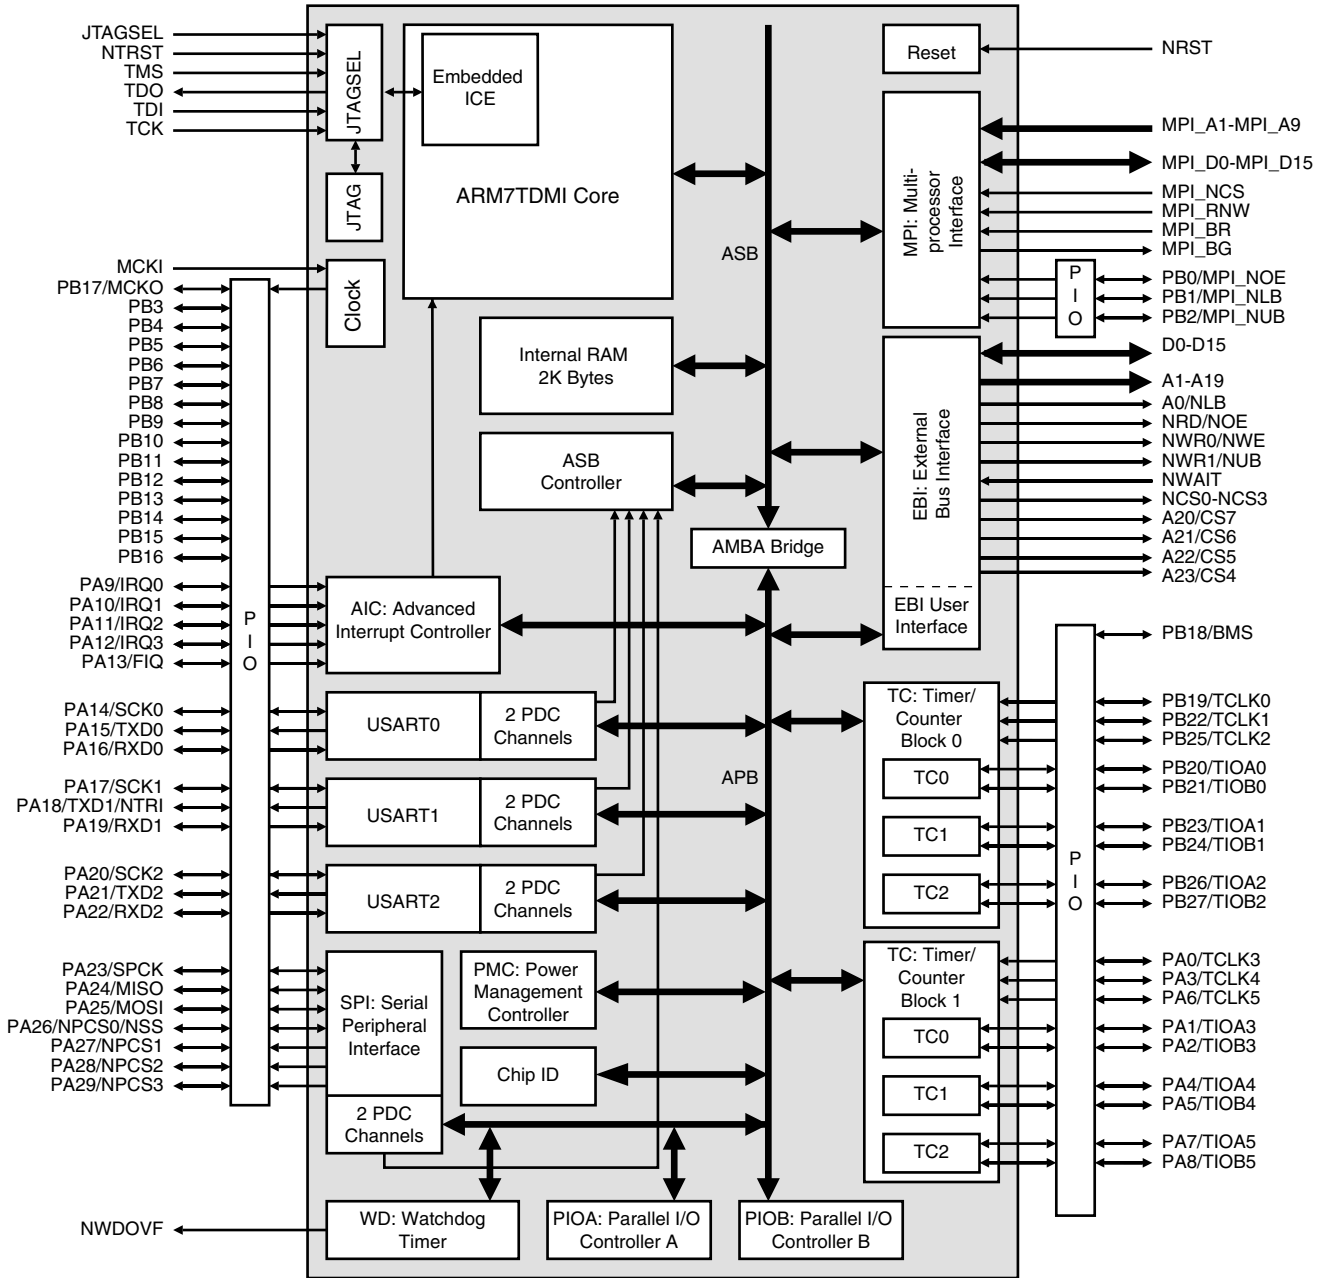 JTAGSEL
NTRST
TMS
TDO
TDI
TCK
JTAGSEL
JTAG
Embedded
ICE
ARM7TDMI Core
ASB
Reset
NRST
MPI: Multi-
processor
Interface
MPI_A1-MPI_A9
MPI_D0-MPI_D15
MPI_NCS
MPI_RNW
MPI_BR
MPI_BG
P
I
O
PB0/MPI_NOE
PB1/MPI_NLB
PB2/MPI_NUB
MCKI
PB17/MCKO
Clock
PB3
PB4
PB5
PB6
PB7
PB8
PB9
PB10
PB11
PB12
PB13
PB14
PB15
PB16
Internal RAM
2K Bytes
ASB
Controller
AMBA Bridge
EBI: External
Bus Interface
EBI User
Interface
D0-D15
A1-A19
A0/NLB
NRD/NOE
NWR0/NWE
NWR1/NUB
NWAIT
NCS0-NCS3
A20/CS7
A21/CS6
A22/CS5
A23/CS4
PA9/IRQ0
PA10/IRQ1
PA11/IRQ2
PA12/IRQ3
PA13/FIQ
P
I
O
AIC: Advanced
Interrupt Controller
PB18/BMS
PA14/SCK0
PA15/TXD0
PA16/RXD0
USART0
2 PDC
Channels
PA17/SCK1
PA18/TXD1/NTRI
PA19/RXD1
USART1
2 PDC
Channels
PA20/SCK2
PA21/TXD2
PA22/RXD2
USART2
2 PDC
Channels
APB
TC: Timer/
Counter
Block 0
TC0
TC1
TC2
P
I
O
PB19/TCLK0
PB22/TCLK1
PB25/TCLK2
PB20/TIOA0
PB21/TIOB0
PB23/TIOA1
PB24/TIOB1
PB26/TIOA2
PB27/TIOB2
PA23/SPCK
PA24/MISO
PA25/MOSI
PA26/NPCS0/NSS
PA27/NPCS1
PA28/NPCS2
PA29/NPCS3
SPI: Serial
Peripheral
Interface
2 PDC
Channels
PMC: Power
Management
Controller
Chip ID
TC: Timer/
Counter
Block 1
TC0
TC1
TC2
PA0/TCLK3
PA3/TCLK4
PA6/TCLK5
PA1/TIOA3
PA2/TIOB3
PA4/TIOA4
PA5/TIOB4
PA7/TIOA5
PA8/TIOB5
NWDOVF
WD: Watchdog
Timer
PIOA: Parallel I/O
Controller A
PIOB: Parallel I/O
Controller B